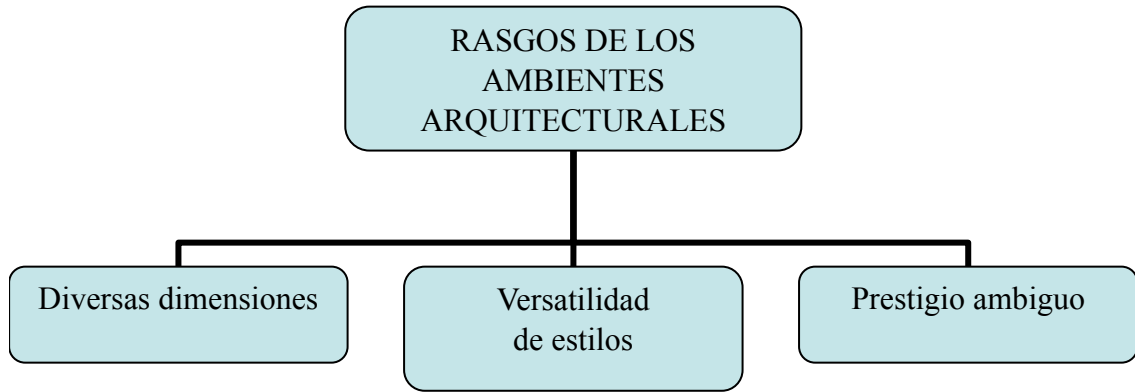 RASGOS DE LOS
AMBIENTES
ARQUITECTURALES
Diversas dimensiones
Versatilidad
de estilos
Prestigio ambiguo